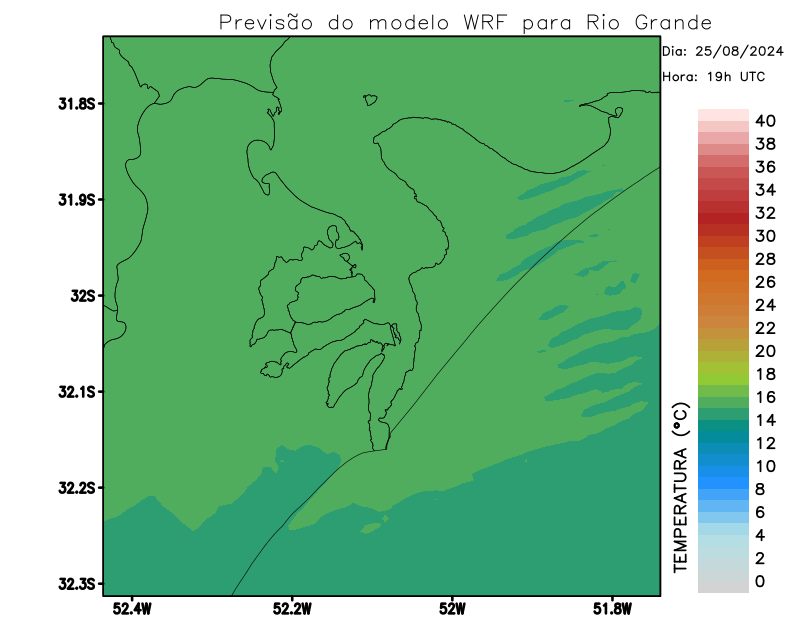 Previsão do modelo WRF para Rio Grande
Dia: 25/08/2024
Hora: 19h UTC
31.8S
31.9S
32S
32.1S
32.2S
32.3S
52.4W
52.2W
52W
51.8W
TEMPERATURA (°C)
40
38
36
34
32
30
28
26
24
22
20
18
16
14
12
10
8
6
4
2
0